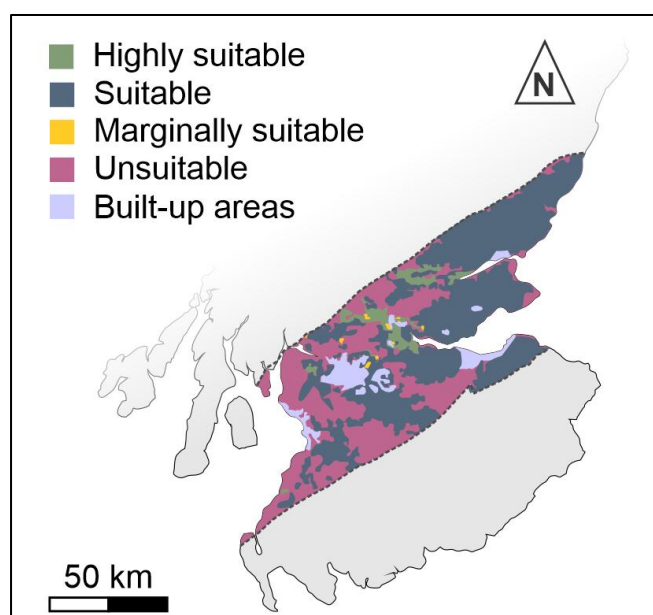 Highly suitable
Suitable
Marginally suitable
Unsuitable
Built-up areas
N
50 km